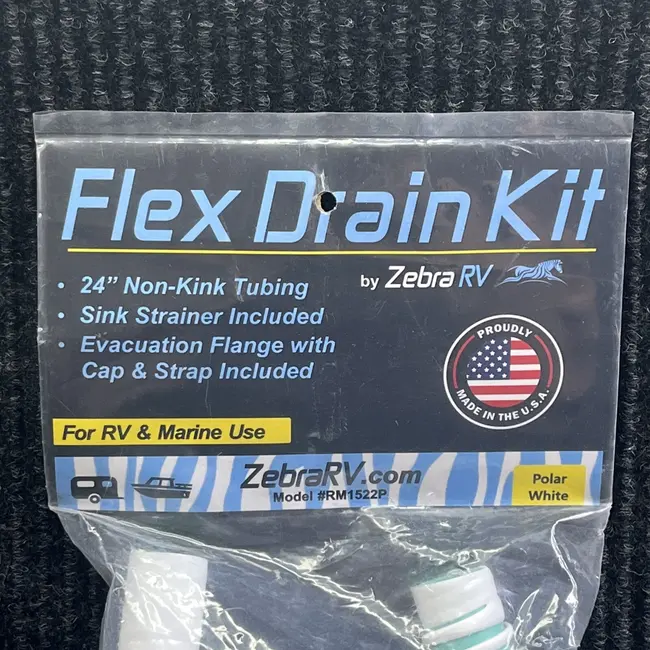 Flex Drain Kit
by Zebra RV
• 24” Non-Kink Tubing
• Sink Strainer Included
• Evacuation Flange with
Cap & Strap Included
PROUDLY
MADE IN THE U.S.A.
For RV & Marine Use
ZebraRV.com
Model #RM1522P
Polar
White